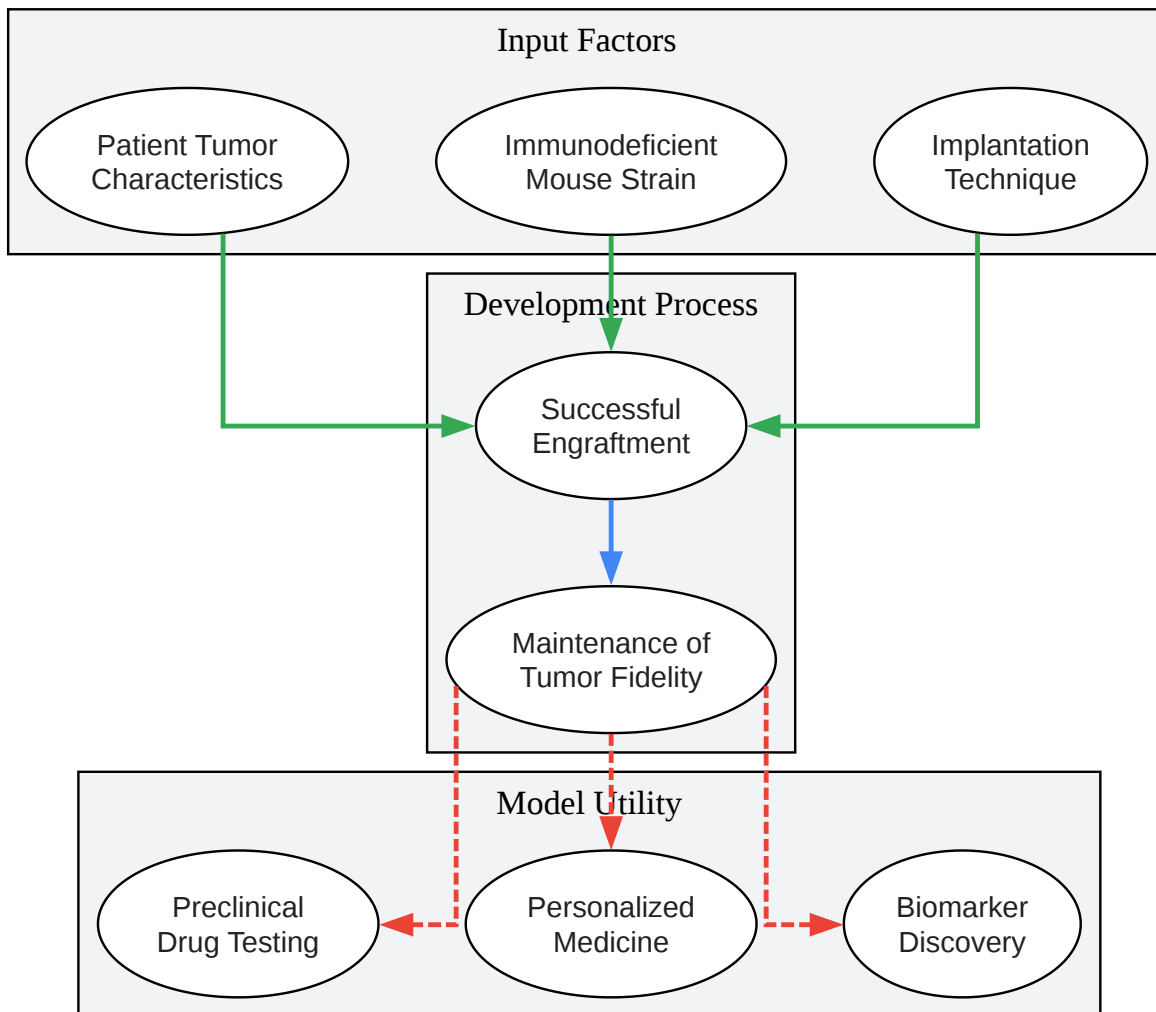 Input Factors
Patient Tumor
Characteristics
Immunodeficient
Mouse Strain
Implantation
Technique
Development Process
Successful
Engraftment
Maintenance of
Tumor Fidelity
Model Utility
Preclinical
Drug Testing
Personalized
Medicine
Biomarker
Discovery